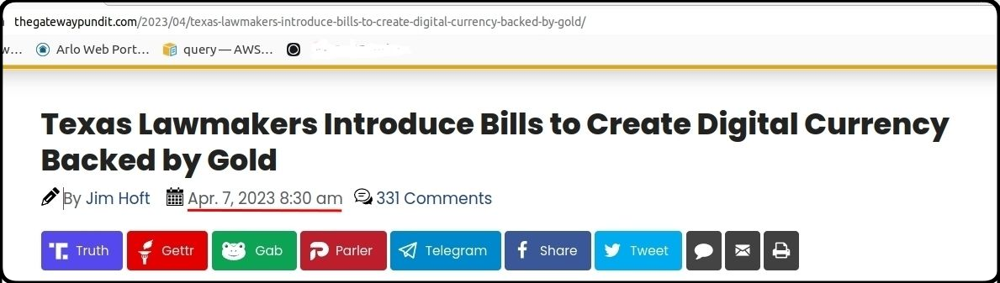 thegatewaypundit.com/2023/04/texas-lawmakers-introduce-bills-to-create-digital-currency-backed-by-gold/
w... Arlo Web Port... query — AWS...
Texas Lawmakers Introduce Bills to Create Digital Currency
Backed by Gold
By Jim Hoft Apr. 7, 2023 8:30 am 331 Comments
Truth Gettr Gab Parler Telegram Share Tweet